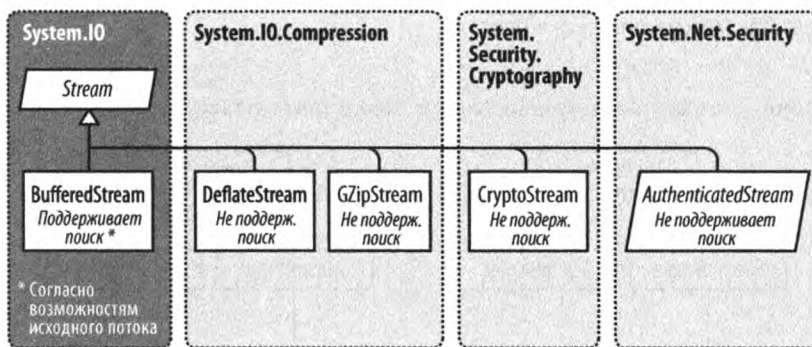 System.IO
Stream
BufferedStream
Поддерживает
поиск *
* Согласно
возможностям
исходного потока
System.IO.Compression
DeflateStream
Не поддерж.
поиск
GZipStream
Не поддерж.
поиск
System.
Security.
Cryptography
CryptoStream
Не поддерж.
поиск
System.Net.Security
AuthenticatedStream
Не поддерживает
поиск